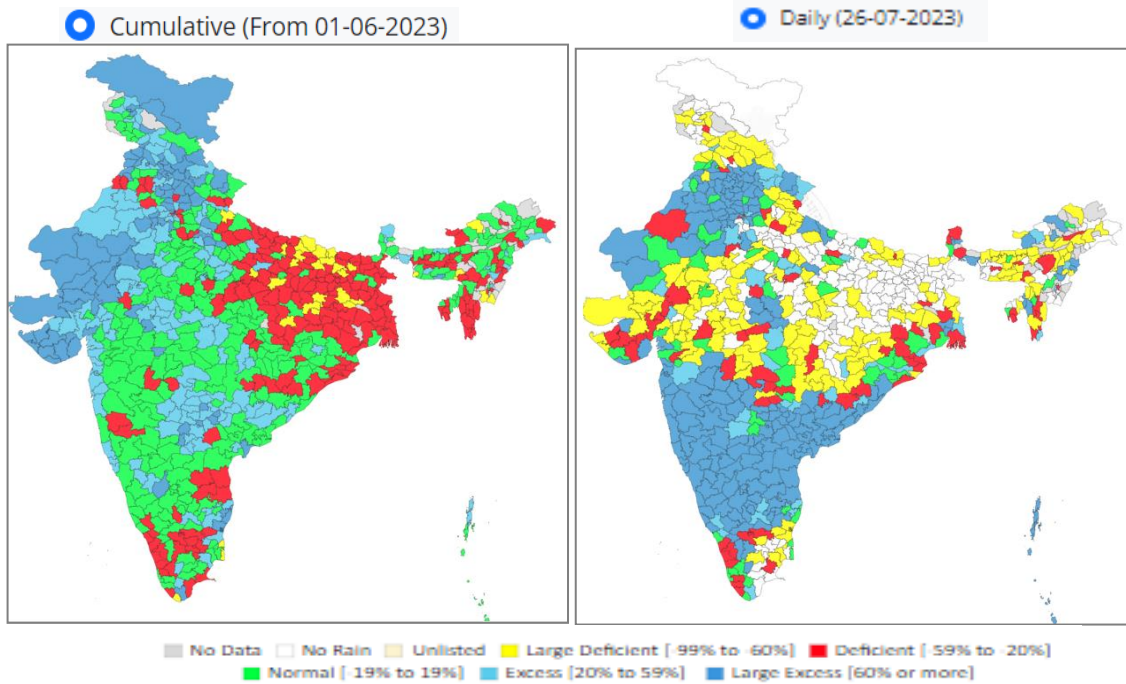 Cumulative (From 01-06-2023)
Daily (26-07-2023)
No Data No Rain Unlisted Large Deficient [-99% to -60%] Deficient [-59% to -20%]
Normal [-19% to 19%] Excess [20% to 59%] Large Excess [60% or more]